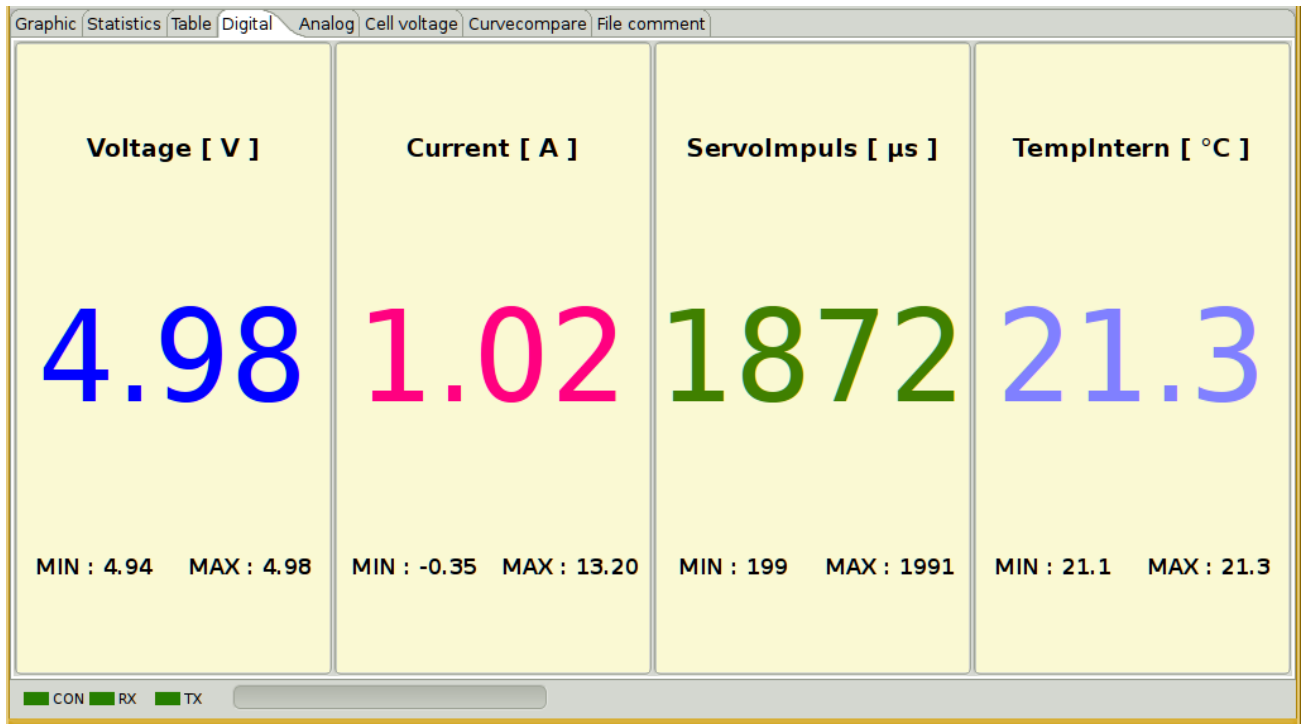 Graphic Statistics Table Digital Analog Cell voltage Curvecompare File comment
Voltage [ V ] Current [ A ] ServoImpuls [ µs ] TempIntern [ °C ]
4.98 1.02 1872 21.3
MIN : 4.94 MAX : 4.98 MIN : -0.35 MAX : 13.20 MIN : 199 MAX : 1991 MIN : 21.1 MAX : 21.3
CON RX TX